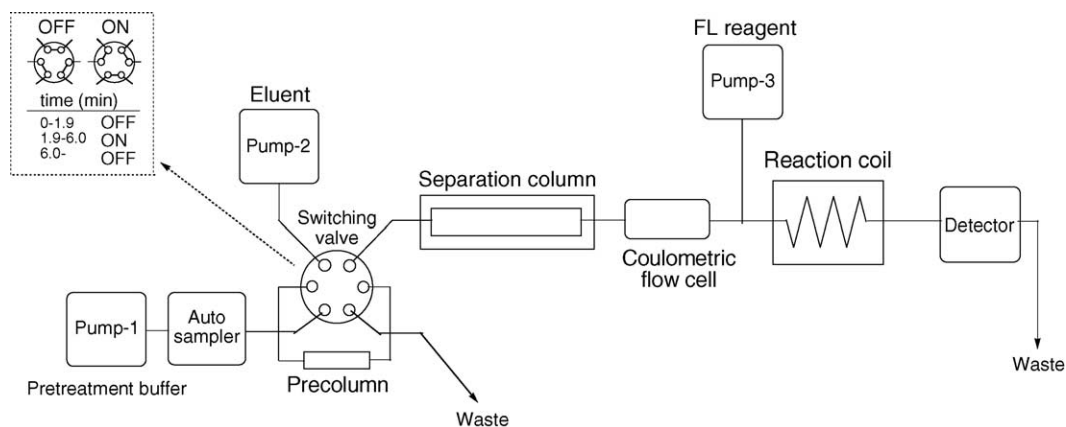 OFF ON
time (min)
0-1.9 OFF
1.9-6.0 ON
6.0- OFF
Eluent
Pump-2
Switching
valve
Pump-1
Auto
sampler
Pretreatment buffer
Precolumn
Waste
Separation column
Coulometric
flow cell
FL reagent
Pump-3
Reaction coil
Detector
Waste